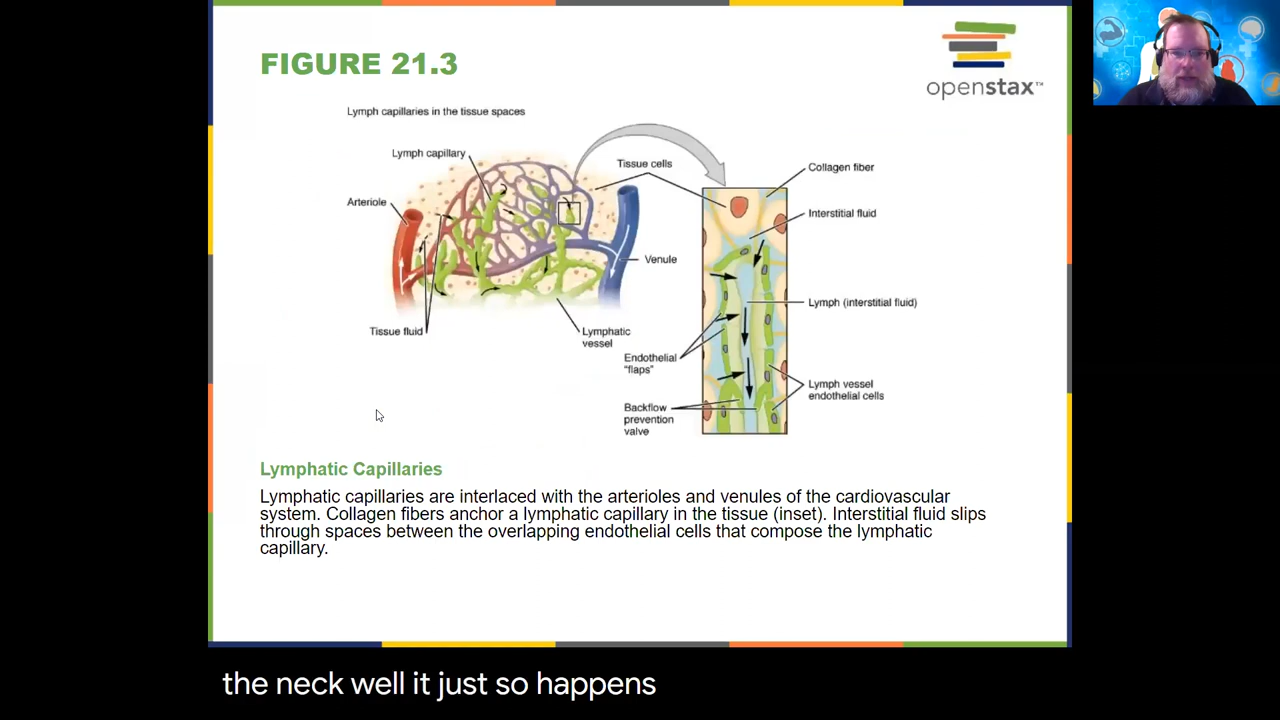 FIGURE 21.3
openstax™
Lymph capillaries in the tissue spaces
Lymph capillary
Arteriole
Tissue cells
Venule
Tissue fluid
Lymphatic
vessel
Collagen fiber
Interstitial fluid
Lymph (interstitial fluid)
Endothelial
"flaps"
Lymph vessel
endothelial cells
Backflow
prevention
valve
Lymphatic Capillaries
Lymphatic capillaries are interlaced with the arterioles and venules of the cardiovascular
system. Collagen fibers anchor a lymphatic capillary in the tissue (inset). Interstitial fluid slips
through spaces between the overlapping endothelial cells that compose the lymphatic
capillary.
the neck well it just so happens